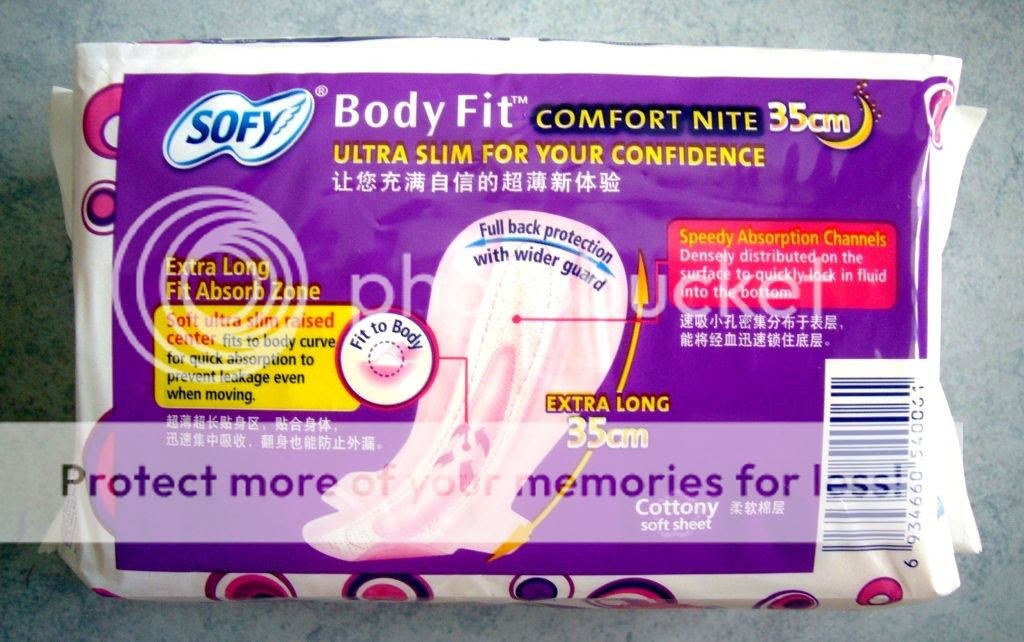 SOFY®
Body Fit™ COMFORT NITE 35cm
ULTRA SLIM FOR YOUR CONFIDENCE
让您充满自信的超薄新体验
Full back protection
with wider guard
Speedy Absorption Channels
Densely distributed on the
surface to quickly lock in fluid
into the bottom.
速吸小孔密集分布于表层，
能将经血迅速锁住底层。
Extra Long
Fit Absorb Zone
Soft ultra slim raised
center fits to body curve
for quick absorption to
prevent leakage even
when moving.
Fit to Body
超薄超长贴身区，贴合身体，
迅速集中吸收，翻身也能防止外漏。
EXTRA LONG
35cm
Cottony
soft sheet
柔软棉层
6 934660 540061
photobucket
Protect more of your memories for less!